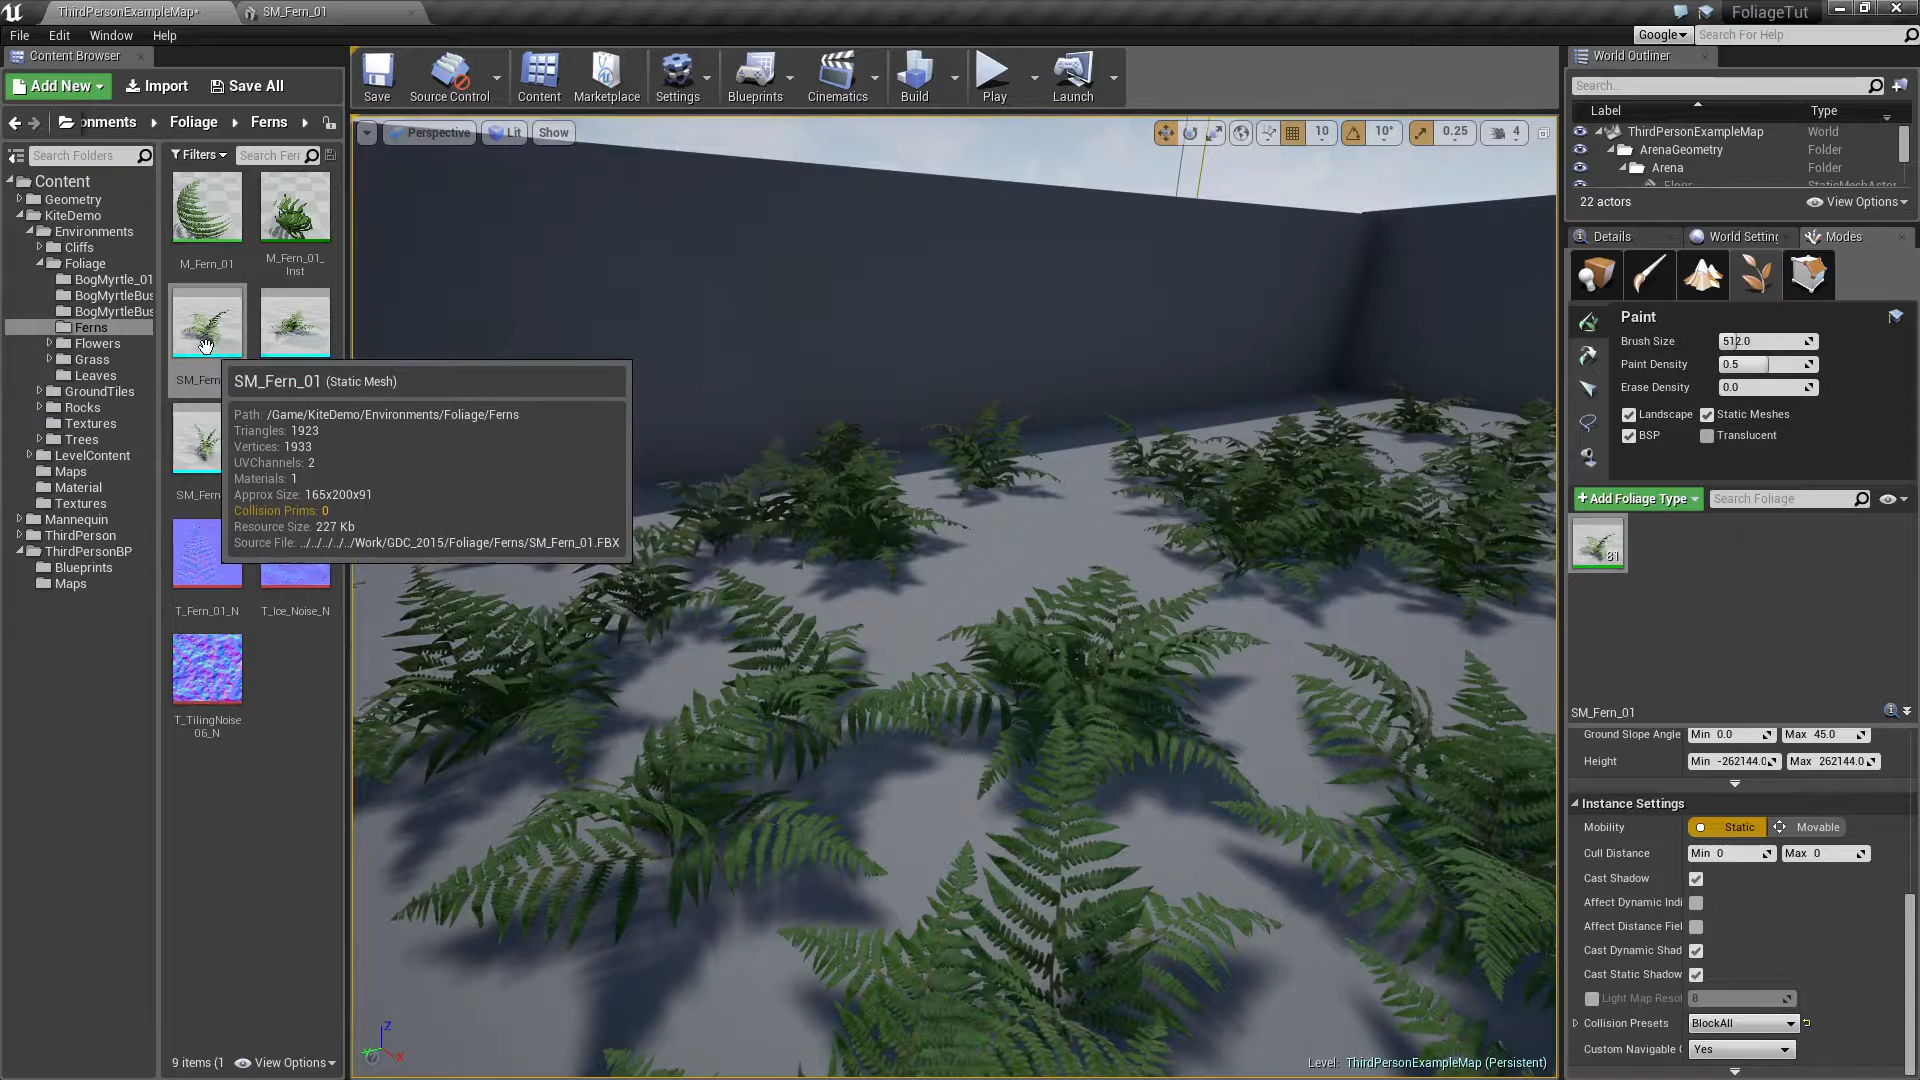 ThirdPersonExampleMap*
SM_Fern_01
FoliageTut
File
Edit
Window
Help
Google
Search For Help
Content Browser
Add New
Import
Save All
onments
Foliage
Ferns
Search Folders
Filters
Search Fer
Content
Geometry
KiteDemo
Environments
Cliffs
Foliage
BogMyrtle_01
BogMyrtleBus
BogMyrtleBus
Ferns
Flowers
Grass
Leaves
GroundTiles
Rocks
Textures
Trees
LevelContent
Maps
Material
Textures
Mannequin
ThirdPerson
ThirdPersonBP
Blueprints
Maps
M_Fern_01
M_Fern_01_
Inst
SM_Fern
SM_Fern
T_Fern_01_N
T_Ice_Noise_N
T_TilingNoise
06_N
9 items (1
View Options
SM_Fern_01 (Static Mesh)
Path: /Game/KiteDemo/Environments/Foliage/Ferns
Triangles: 1923
Vertices: 1933
UVChannels: 2
Materials: 1
Approx Size: 165x200x91
Collision Prims: 0
Resource Size: 227 Kb
Source File: ../../../../../Work/GDC_2015/Foliage/Ferns/SM_Fern_01.FBX
Save
Source Control
Content
Marketplace
Settings
Blueprints
Cinematics
Build
Play
Launch
Perspective
Lit
Show
10
10°
0.25
4
Z
X
Level: ThirdPersonExampleMap (Persistent)
World Outliner
Search...
Label
Type
ThirdPersonExampleMap World
ArenaGeometry Folder
Arena Folder
Floor StaticMeshActor
22 actors
View Options
Details
World Setting
Modes
Paint
Brush Size 512.0
Paint Density 0.5
Erase Density 0.0
Landscape
Static Meshes
BSP
Translucent
Add Foliage Type
Search Foliage
81
SM_Fern_01
Ground Slope Angle Min 0.0 Max 45.0
Height Min -262144.0 Max 262144.0
Instance Settings
Mobility Static Movable
Cull Distance Min 0 Max 0
Cast Shadow
Affect Dynamic Indi
Affect Distance Fiel
Cast Dynamic Shad
Cast Static Shadow
Light Map Resol 8
Collision Presets BlockAll
Custom Navigable C Yes